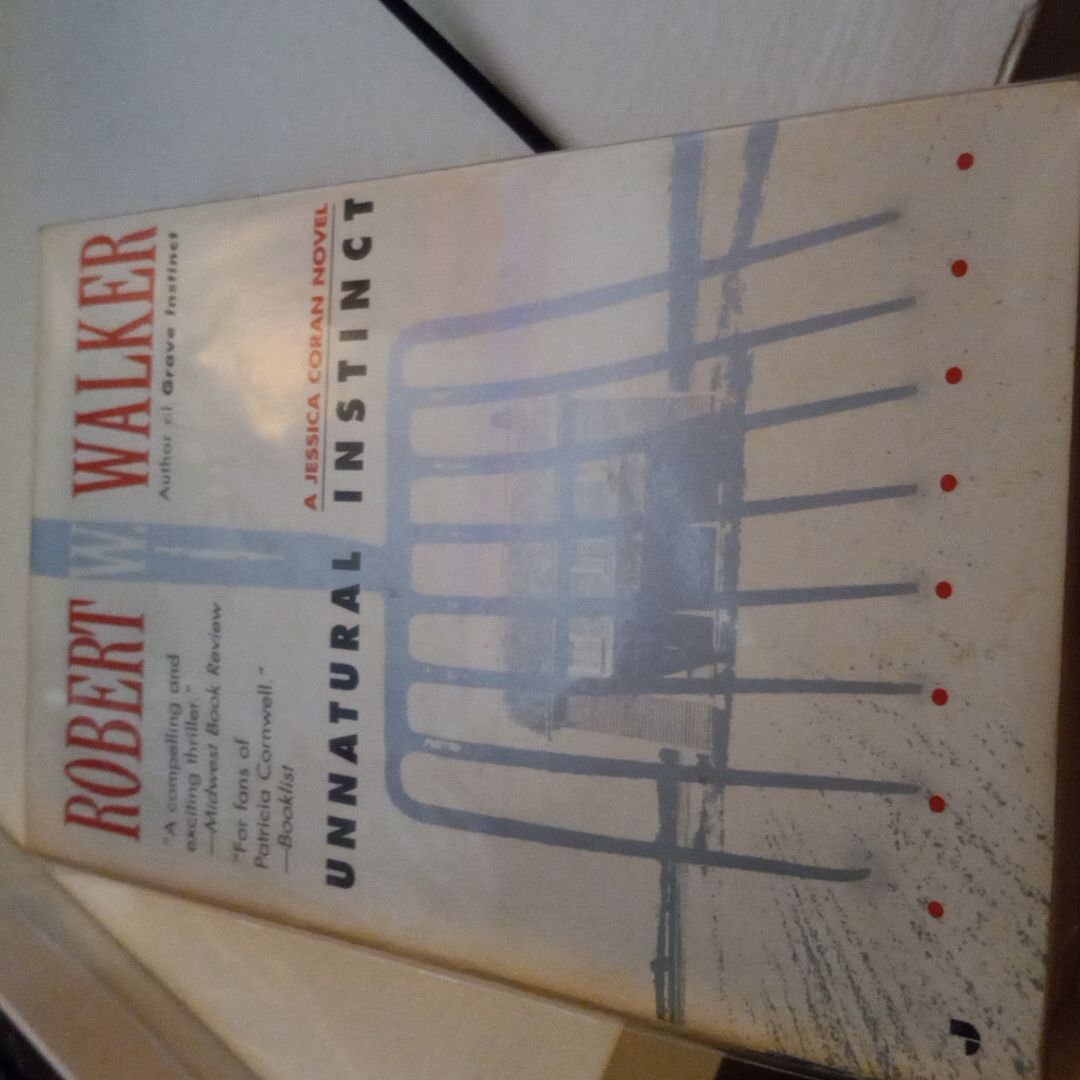 ROBERT W. WALKER
Author of Grave Instinct
"A compelling and
exciting thriller."
—Midwest Book Review
"For fans of
Patricia Cornwell."
—Booklist
A JESSICA CORAN NOVEL
UNNATURAL INSTINCT
J